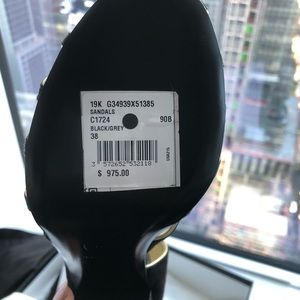 19K G34939X51385
SANDALS
C1724 90B
BLACK/GREY
38
3 572652 532118
$ 975.00